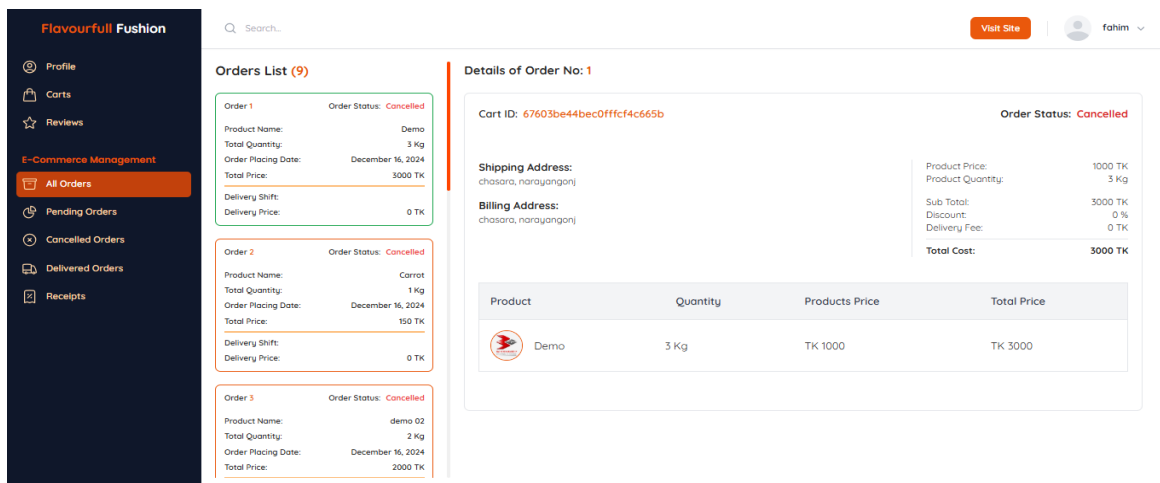 Flavourfull Fushion
Search..
Visit Site
fahim
Profile
Carts
Reviews
E-Commerce Management
All Orders
Pending Orders
Cancelled Orders
Delivered Orders
Receipts
Orders List (9)
Order 1 Order Status: Cancelled
Product Name: Demo
Total Quantity: 3 Kg
Order Placing Date: December 16, 2024
Total Price: 3000 TK
Delivery Shift:
Delivery Price: 0 TK
Order 2 Order Status: Cancelled
Product Name: Carrot
Total Quantity: 1 Kg
Order Placing Date: December 16, 2024
Total Price: 150 TK
Delivery Shift:
Delivery Price: 0 TK
Order 3 Order Status: Cancelled
Product Name: demo 02
Total Quantity: 2 Kg
Order Placing Date: December 16, 2024
Total Price: 2000 TK
Details of Order No: 1
Cart ID: 67603be44bec0fffcf4c665b
Order Status: Cancelled
Shipping Address:
chasara, narayangonj
Billing Address:
chasara, narayangonj
Product Price: 1000 TK
Product Quantity: 3 Kg
Sub Total: 3000 TK
Discount: 0 %
Delivery Fee: 0 TK
Total Cost: 3000 TK
Product Quantity Products Price Total Price
Demo 3 Kg TK 1000 TK 3000